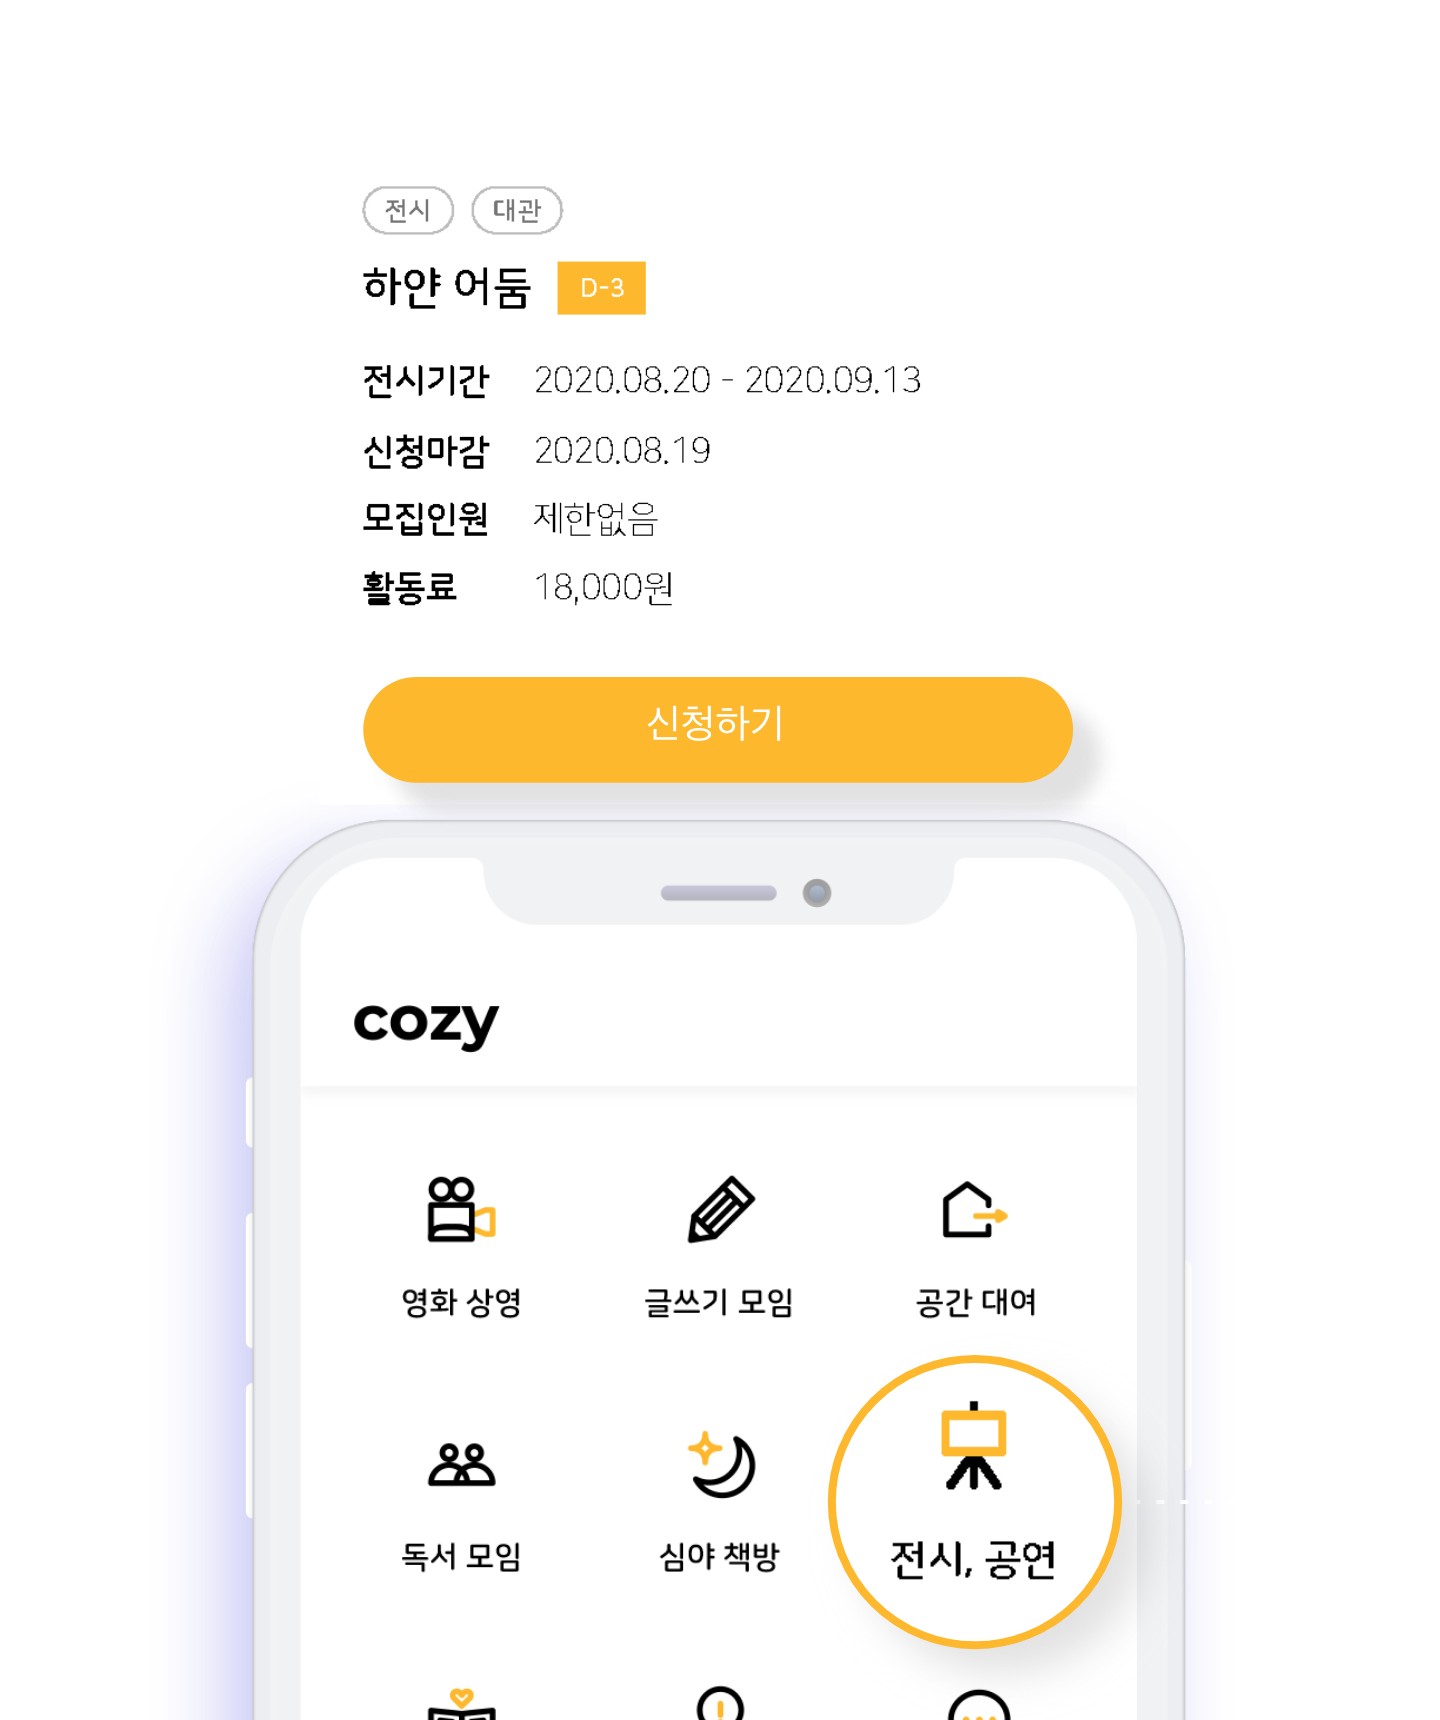 전시 대관
하얀 어둠 D-3
전시기간 2020.08.20 - 2020.09.13
신청마감 2020.08.19
모집인원 제한없음
활동료 18,000원
신청하기
cozy
영화 상영 글쓰기 모임 공간 대여
독서 모임 심야 책방 전시, 공연